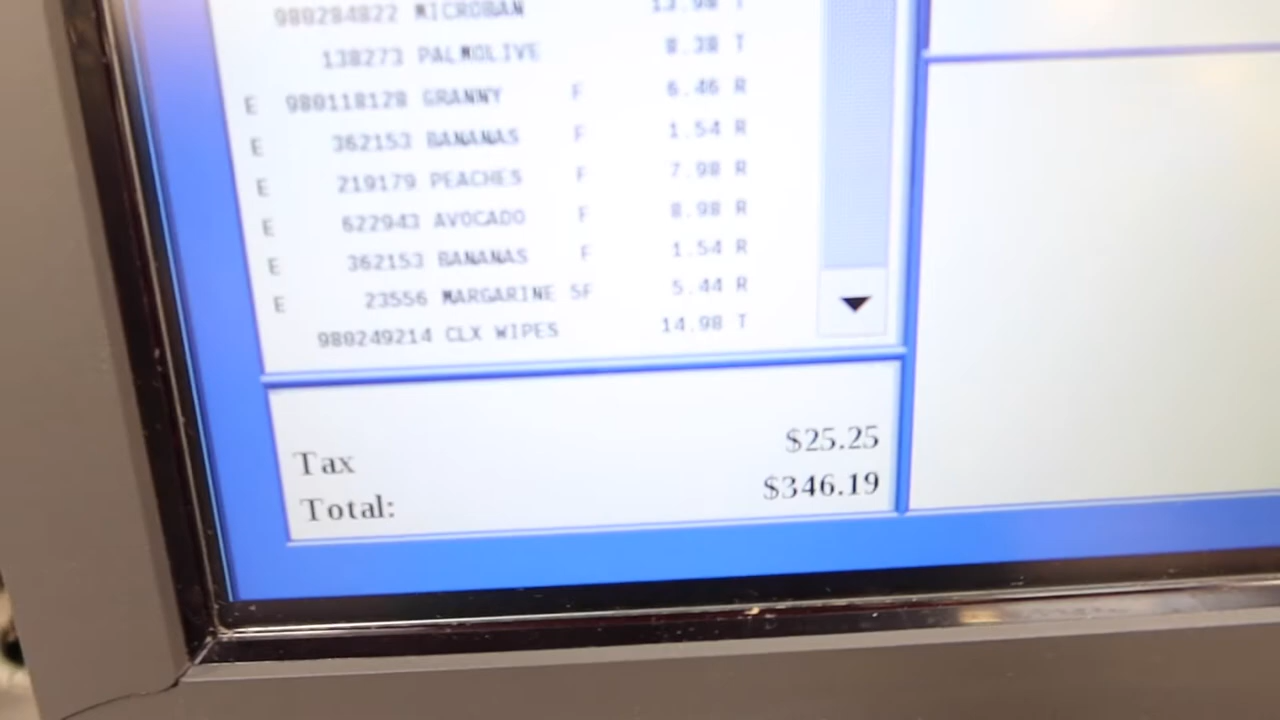 980284822 MICROBAN 13.98 T
138273 PALMOLIVE 8.38 T
E 980118128 GRANNY F 6.46 R
E 362153 BANANAS F 1.54 R
E 219179 PEACHES F 7.98 R
E 622943 AVOCADO F 8.98 R
E 362153 BANANAS F 1.54 R
E 23556 MARGARINE SF 5.44 R
980249214 CLX WIPES 14.98 T
Tax $25.25
Total: $346.19